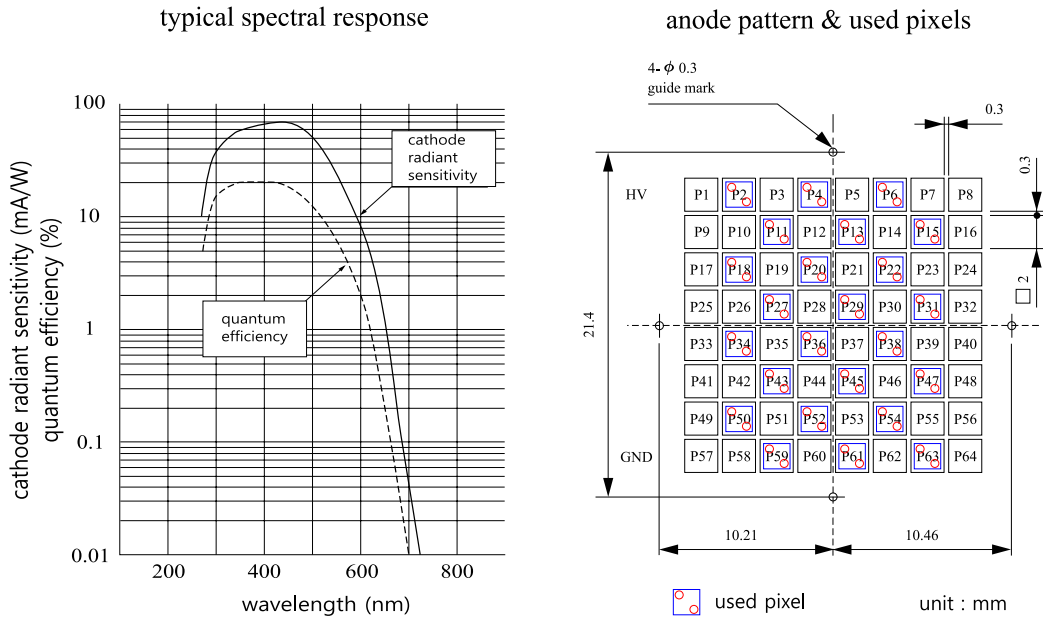 typical spectral response
100
10
1
0.1
0.01
cathode radiant sensitivity (mA/W)
quantum efficiency (%)
cathode
radiant
sensitivity
quantum
efficiency
200
400
600
800
wavelength (nm)
anode pattern & used pixels
4- ϕ 0.3
guide mark
0.3
0.3
□ 2
HV
P1 P2 P3 P4 P5 P6 P7 P8
P9 P10 P11 P12 P13 P14 P15 P16
P17 P18 P19 P20 P21 P22 P23 P24
P25 P26 P27 P28 P29 P30 P31 P32
P33 P34 P35 P36 P37 P38 P39 P40
P41 P42 P43 P44 P45 P46 P47 P48
P49 P50 P51 P52 P53 P54 P55 P56
GND
P57 P58 P59 P60 P61 P62 P63 P64
21.4
10.21
10.46
used pixel
unit : mm